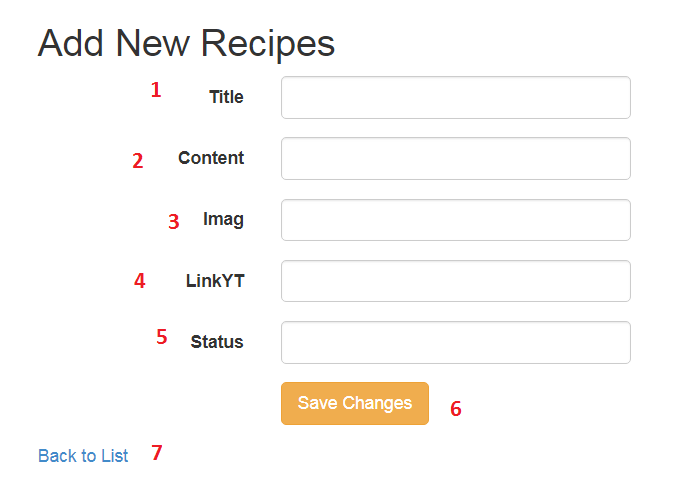 Add New Recipes
1 Title
2 Content
3 Imag
4 LinkYT
5 Status
Save Changes 6
Back to List 7